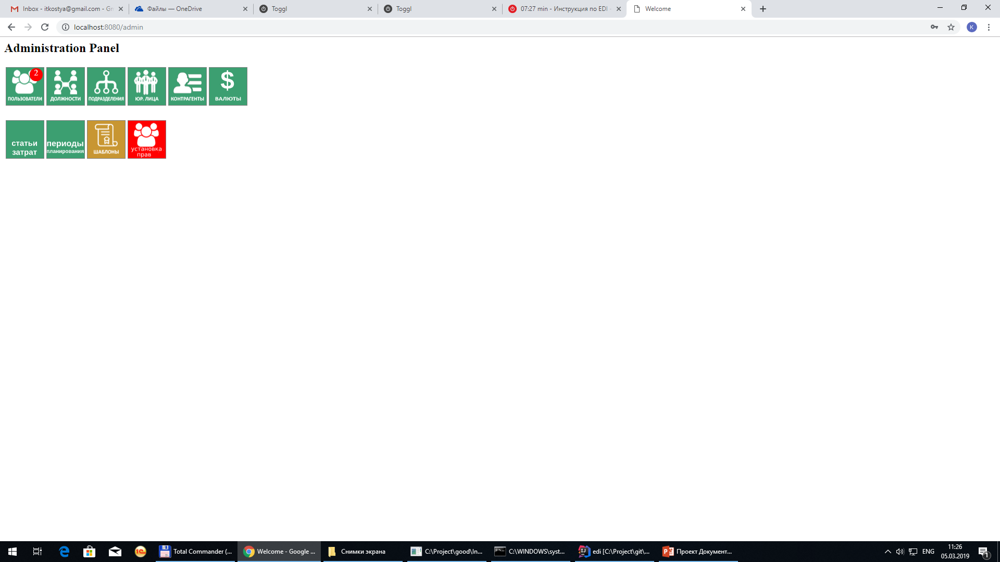 Inbox - itkostya@gmail.com - Gn
Файлы — OneDrive
Toggl
Toggl
07:27 min - Инструкция по EDI -
Welcome
localhost:8080/admin
K
Administration Panel
2
ПОЛЬЗОВАТЕЛИ
ДОЛЖНОСТИ
ПОДРАЗДЕЛЕНИЯ
ЮР. ЛИЦА
КОНТРАГЕНТЫ
$
ВАЛЮТЫ
статьи
затрат
периоды
планирования
ШАБЛОНЫ
установка
прав
Total Commander (...
Welcome - Google ...
Снимки экрана
C:\Project\good\In...
C:\WINDOWS\syst...
edi [C:\Project\git\...
Проект Документ...
ENG
11:26
05.03.2019
1